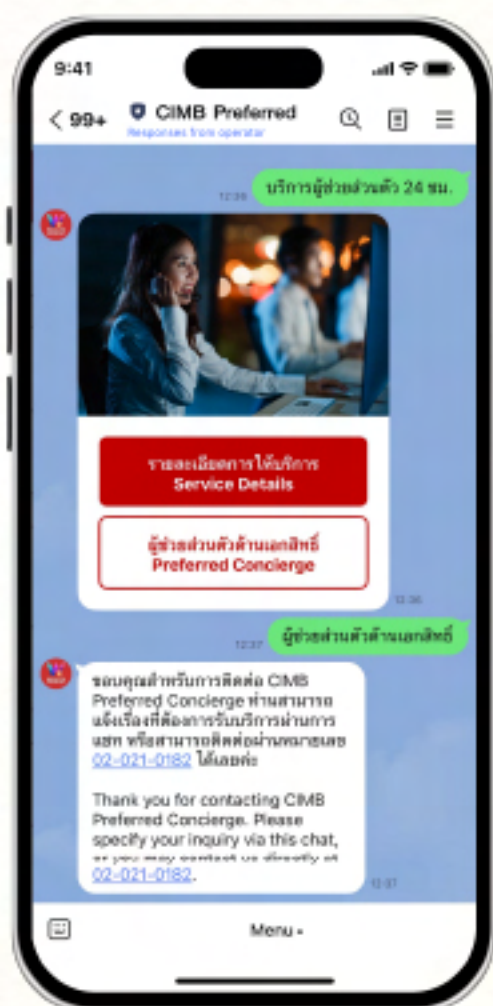 9:41
99+
CIMB Preferred
Responses from operator
บริการผู้ช่วยส่วนตัว 24 ชม.
12:36
รายละเอียดการให้บริการ
Service Details
ผู้ช่วยส่วนตัวด้านเอกสิทธิ์
Preferred Concierge
12:36
ผู้ช่วยส่วนตัวด้านเอกสิทธิ์
12:37
ขอบคุณสำหรับการติดต่อ CIMB
Preferred Concierge ท่านสามารถ
แจ้งเรื่องที่ต้องการรับบริการผ่านการ
แชท หรือสามารถติดต่อผ่านหมายเลข
02-021-0182 ได้เลยค่ะ
Thank you for contacting CIMB
Preferred Concierge. Please
specify your inquiry via this chat,
or you may contact us directly at
02-021-0182.
12:37
Menu